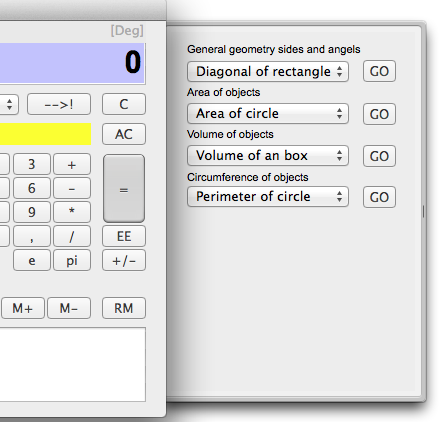 [Deg]
0
-->!
C
AC
3
+
=
6
-
9
*
,
/
EE
e
pi
+/-
M+
M-
RM
General geometry sides and angels
Diagonal of rectangle
GO
Area of objects
Area of circle
GO
Volume of objects
Volume of an box
GO
Circumference of objects
Perimeter of circle
GO